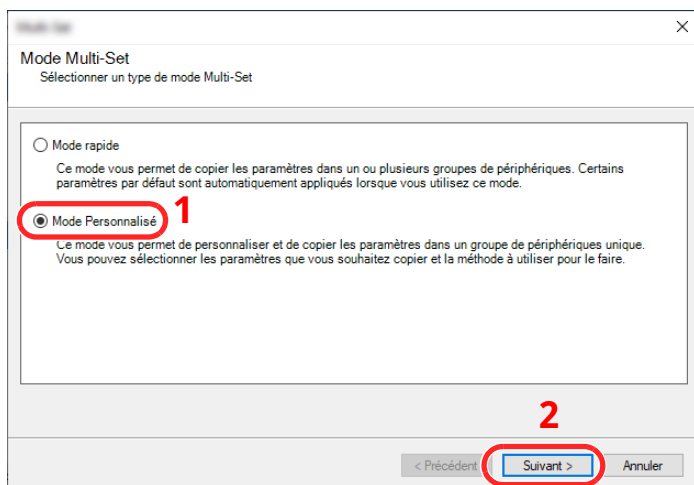 Mode Multi-Set
Sélectionner un type de mode Multi-Set
Mode rapide
Ce mode vous permet de copier les paramètres dans un ou plusieurs groupes de périphériques. Certains
paramètres par défaut sont automatiquement appliqués lorsque vous utilisez ce mode.
Mode Personnalisé 1
Ce mode vous permet de personnaliser et de copier les paramètres dans un groupe de périphériques unique.
Vous pouvez sélectionner les paramètres que vous souhaitez copier et la méthode à utiliser pour le faire.
2
< Précédent Suivant > Annuler